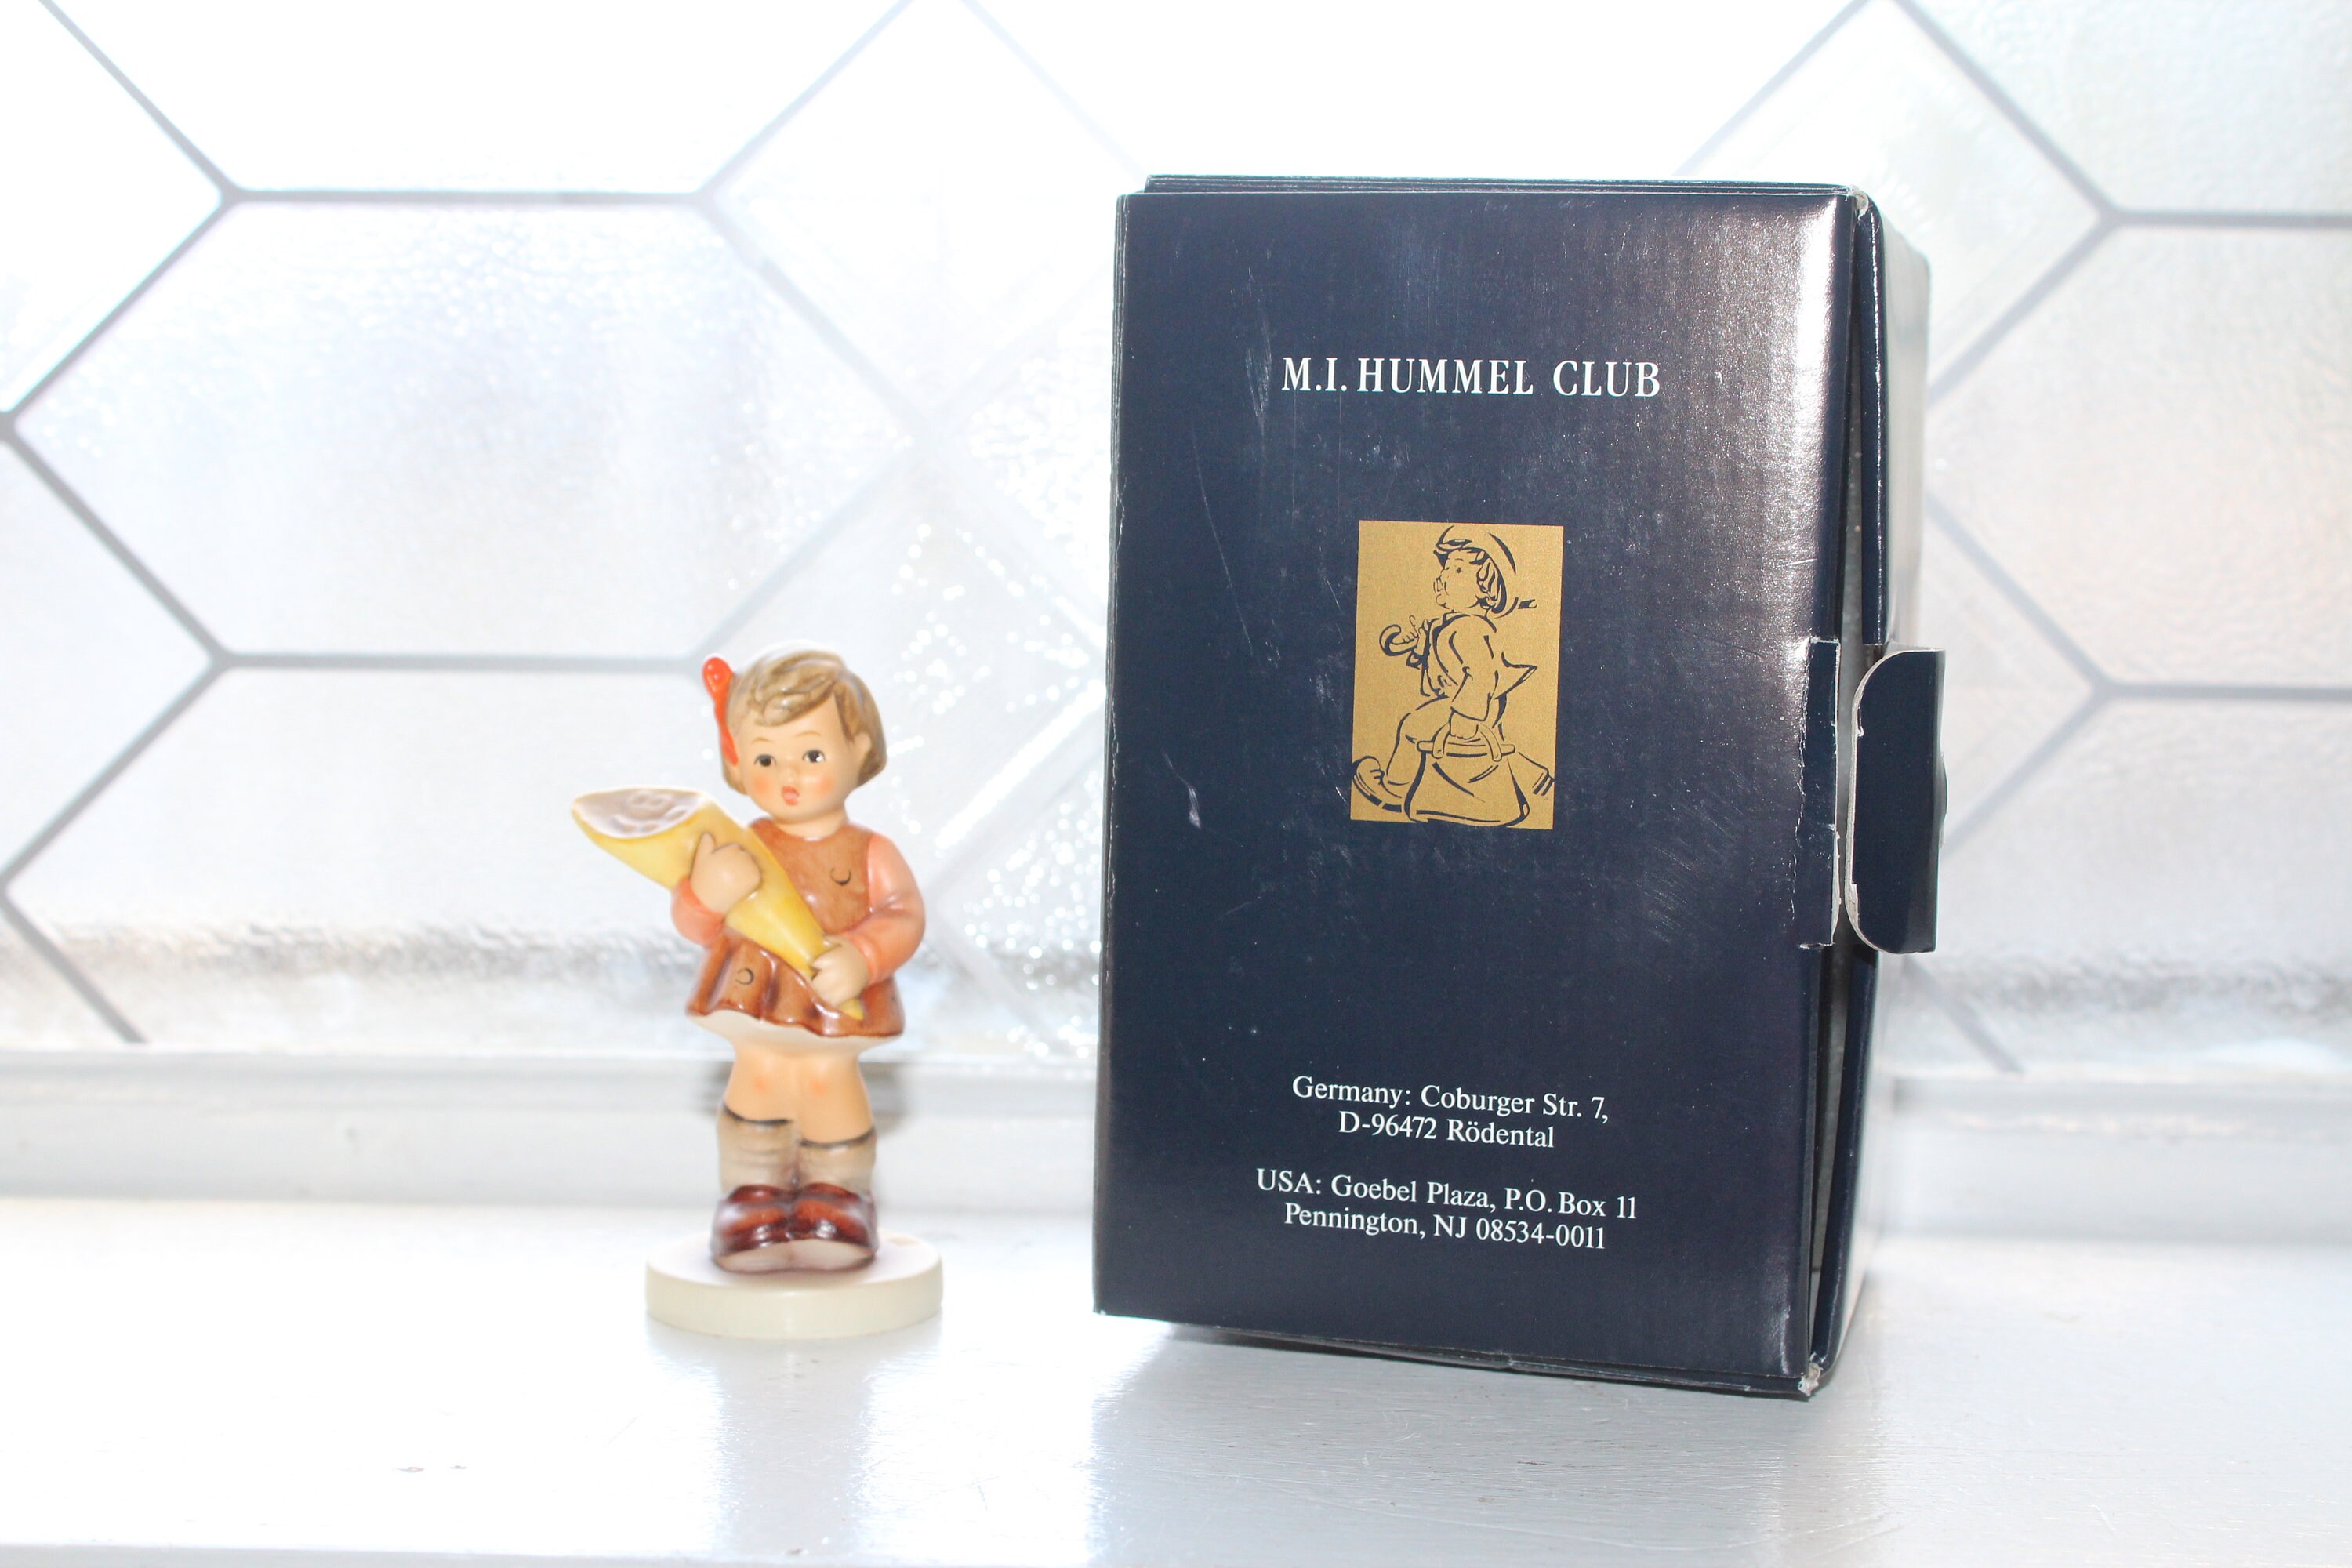 M.I. HUMMEL CLUB
Germany: Coburger Str. 7,
D-96472 Rödental
USA: Goebel Plaza, P.O. Box 11
Pennington, NJ 08534-0011